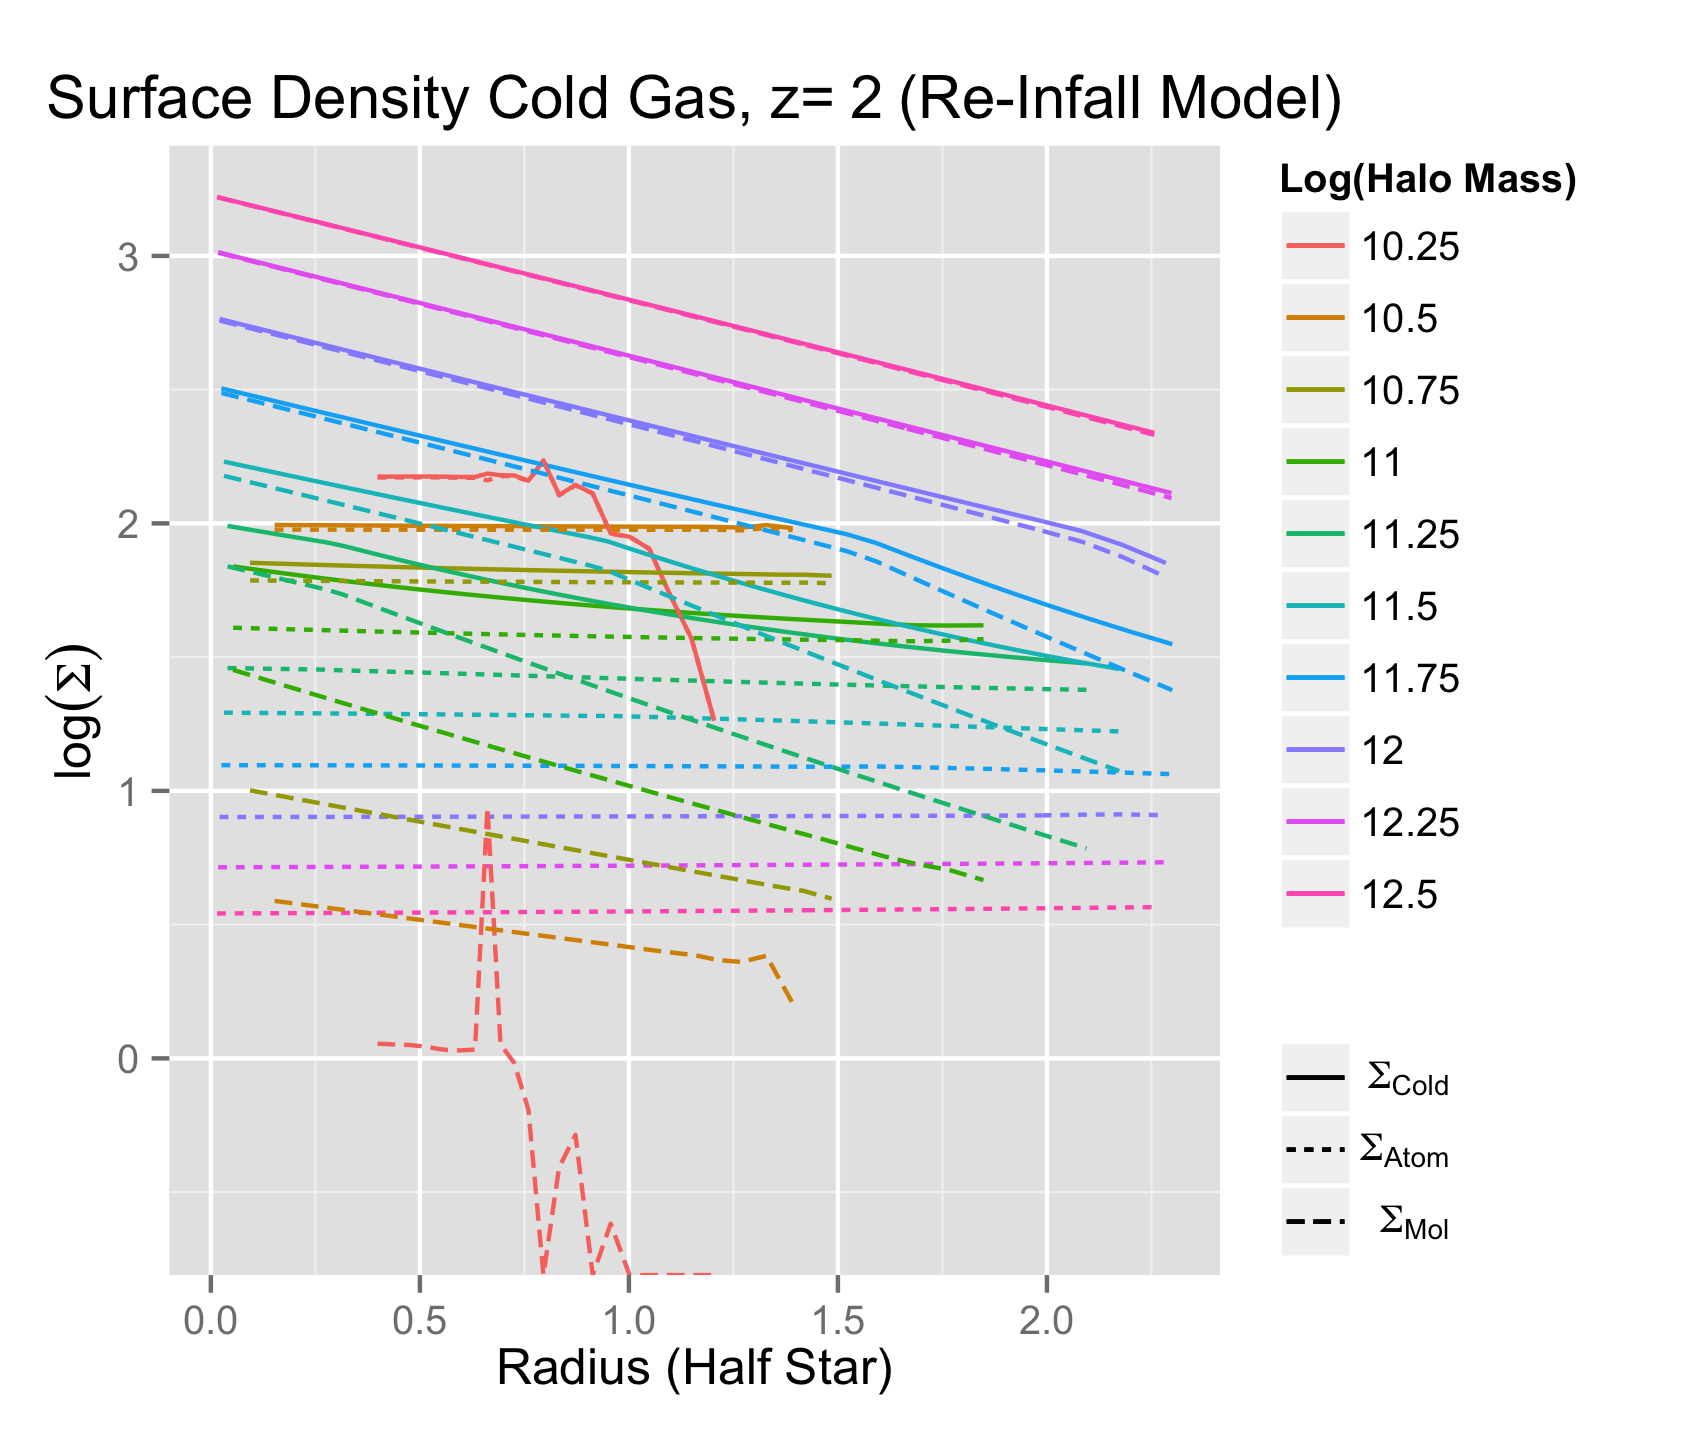 Surface Density Cold Gas, z= 2 (Re-Infall Model)
log(Σ)
3
2
1
0
0.0 0.5 1.0 1.5 2.0
Radius (Half Star)
Log(Halo Mass)
10.25
10.5
10.75
11
11.25
11.5
11.75
12
12.25
12.5
ΣCold
ΣAtom
ΣMol